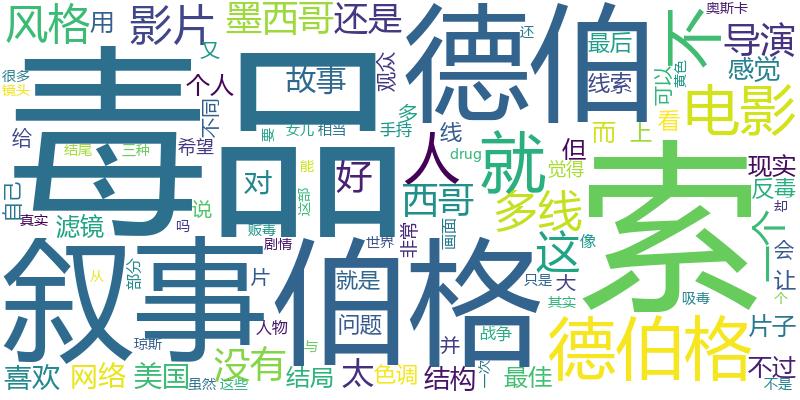 风格 用 影片 墨西哥 还是 德伯 不 奥斯卡
又 还 最后 导演
很多 镜头 毒品 个人 故事 观众 线索 可以 黄色 感觉
不同 多 电影
给 结尾 三种 希望 要 女儿 相当 手持 线 人 就 而 上 看
drug 但 索 现实
自己 真实 滤镜 说 吗 对 能 这部 好 西哥 觉得 反毒
贩毒 多线 一个 却
叙事 剧情 伯格 世界 非常 画面 这 像 会
从 部分 片 就是 只是 大 吸毒 让 个
人物 问题 其实
琼斯 与 并 战争 德伯格 片子
喜欢 网络 美国 没有 结局 太 色调 结构 一次 最佳 不过
虽然 这些 不是